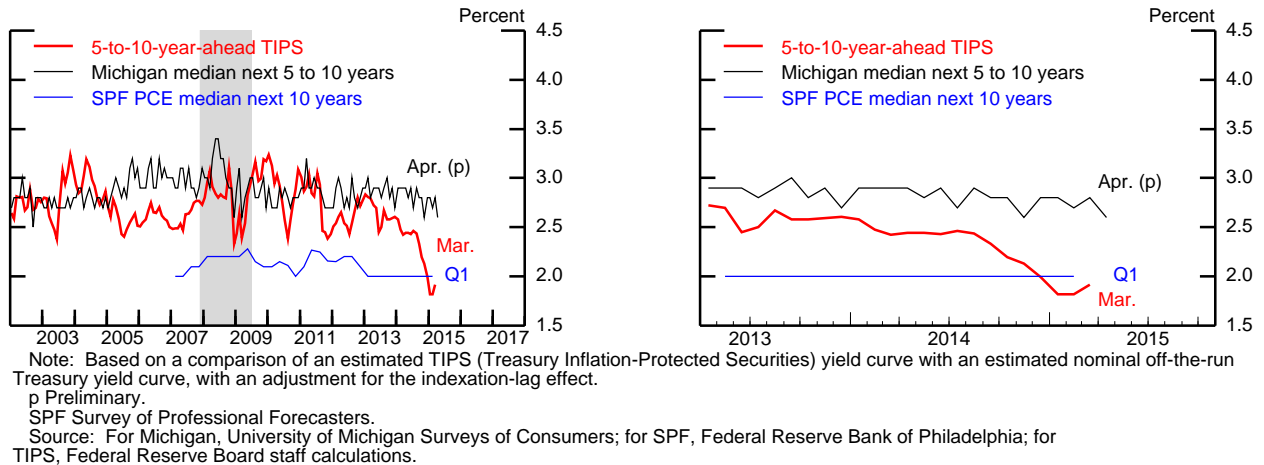 Percent
5-to-10-year-ahead TIPS
Michigan median next 5 to 10 years
SPF PCE median next 10 years
4.5
4.0
3.5
3.0
2.5
2.0
1.5
Apr. (p)
Mar.
Q1
2003 2005 2007 2009 2011 2013 2015 2017
Percent
5-to-10-year-ahead TIPS
Michigan median next 5 to 10 years
SPF PCE median next 10 years
4.5
4.0
3.5
3.0
2.5
2.0
1.5
Apr. (p)
Q1
Mar.
2013 2014 2015
Note: Based on a comparison of an estimated TIPS (Treasury Inflation-Protected Securities) yield curve with an estimated nominal off-the-run
Treasury yield curve, with an adjustment for the indexation-lag effect.
p Preliminary.
SPF Survey of Professional Forecasters.
Source: For Michigan, University of Michigan Surveys of Consumers; for SPF, Federal Reserve Bank of Philadelphia; for
TIPS, Federal Reserve Board staff calculations.